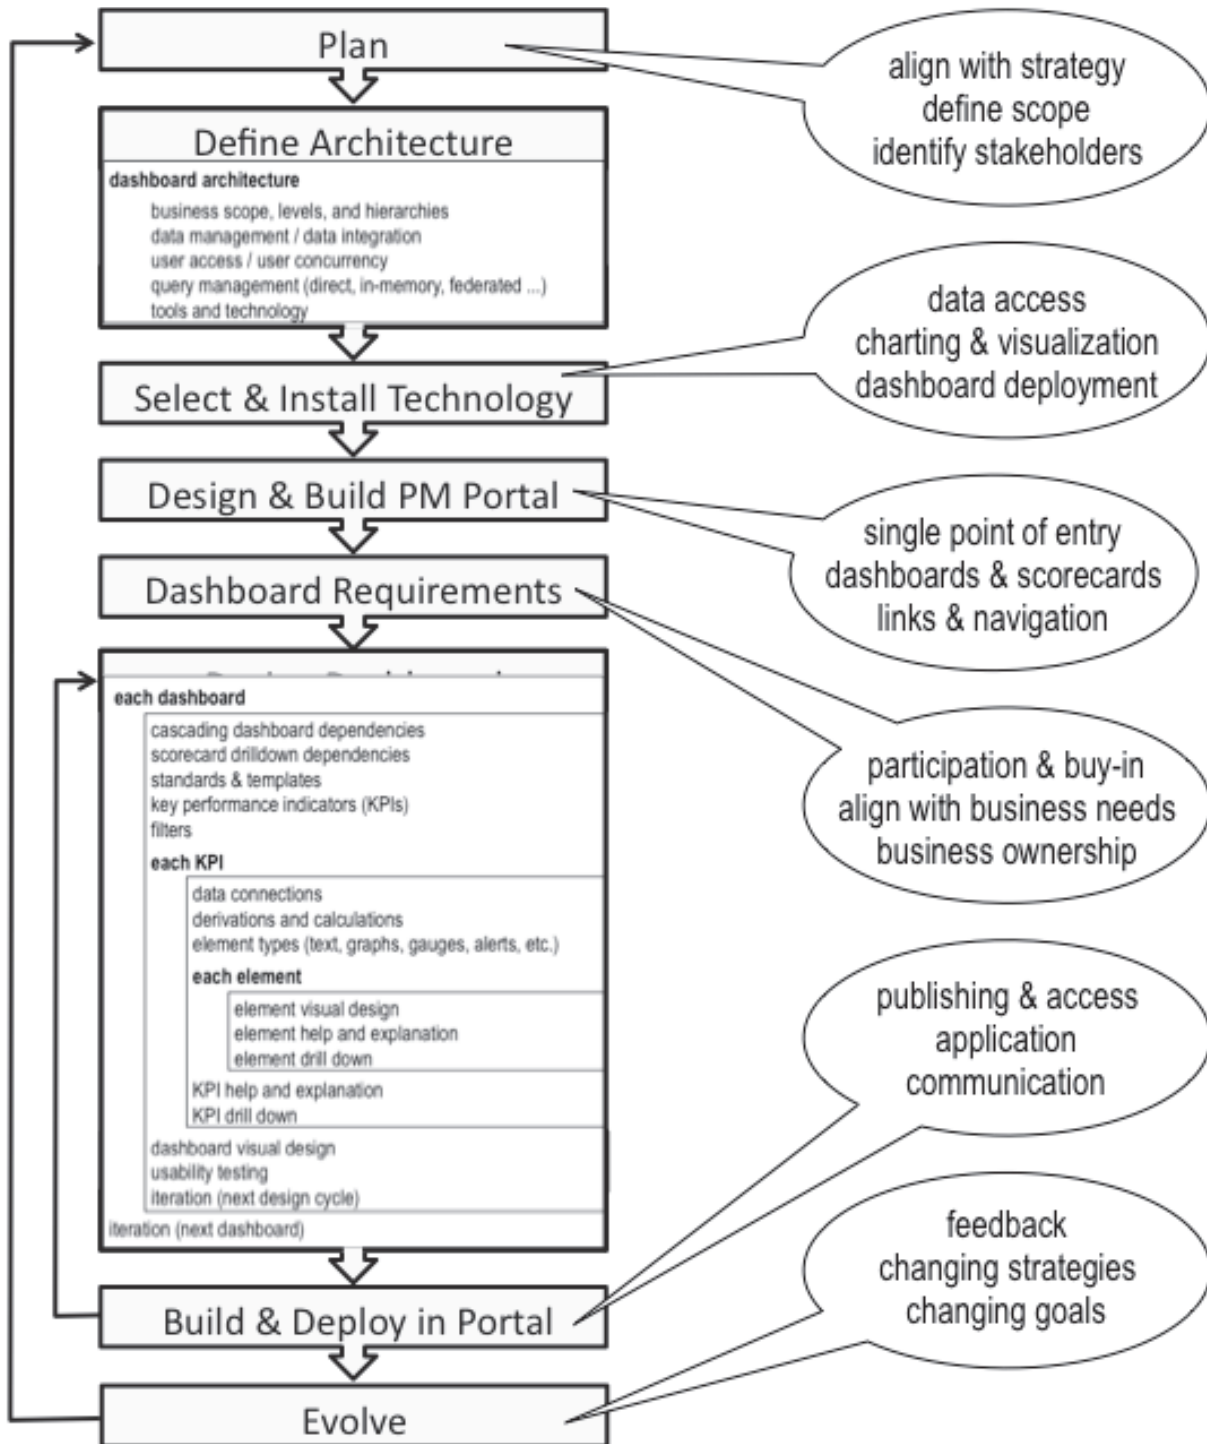 Plan
align with strategy
define scope
identify stakeholders
Define Architecture
dashboard architecture
business scope, levels, and hierarchies
data management / data integration
user access / user concurrency
query management (direct, in-memory, federated ...)
tools and technology
data access
charting & visualization
dashboard deployment
Select & Install Technology
Design & Build PM Portal
single point of entry
dashboards & scorecards
links & navigation
Dashboard Requirements
participation & buy-in
align with business needs
business ownership
each dashboard
cascading dashboard dependencies
scorecard drilldown dependencies
standards & templates
key performance indicators (KPIs)
filters
each KPI
data connections
derivations and calculations
element types (text, graphs, gauges, alerts, etc.)
each element
element visual design
element help and explanation
element drill down
KPI help and explanation
KPI drill down
dashboard visual design
usability testing
iteration (next design cycle)
iteration (next dashboard)
publishing & access
application
communication
Build & Deploy in Portal
feedback
changing strategies
changing goals
Evolve